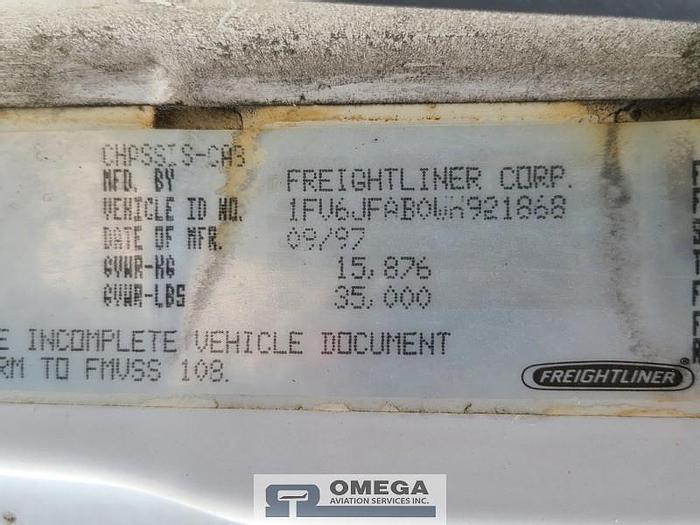 CHASSIS-CAB
MFD. BY FREIGHTLINER CORP.
VEHICLE ID NO. 1FV6JFAB0WH921868
DATE OF MFR. 09/97
GVWR-KG 15,876
GVWR-LBS 35,000
E INCOMPLETE VEHICLE DOCUMENT
RM TO FMVSS 108.
FREIGHTLINER
OMEGA
AVIATION SERVICES INC.